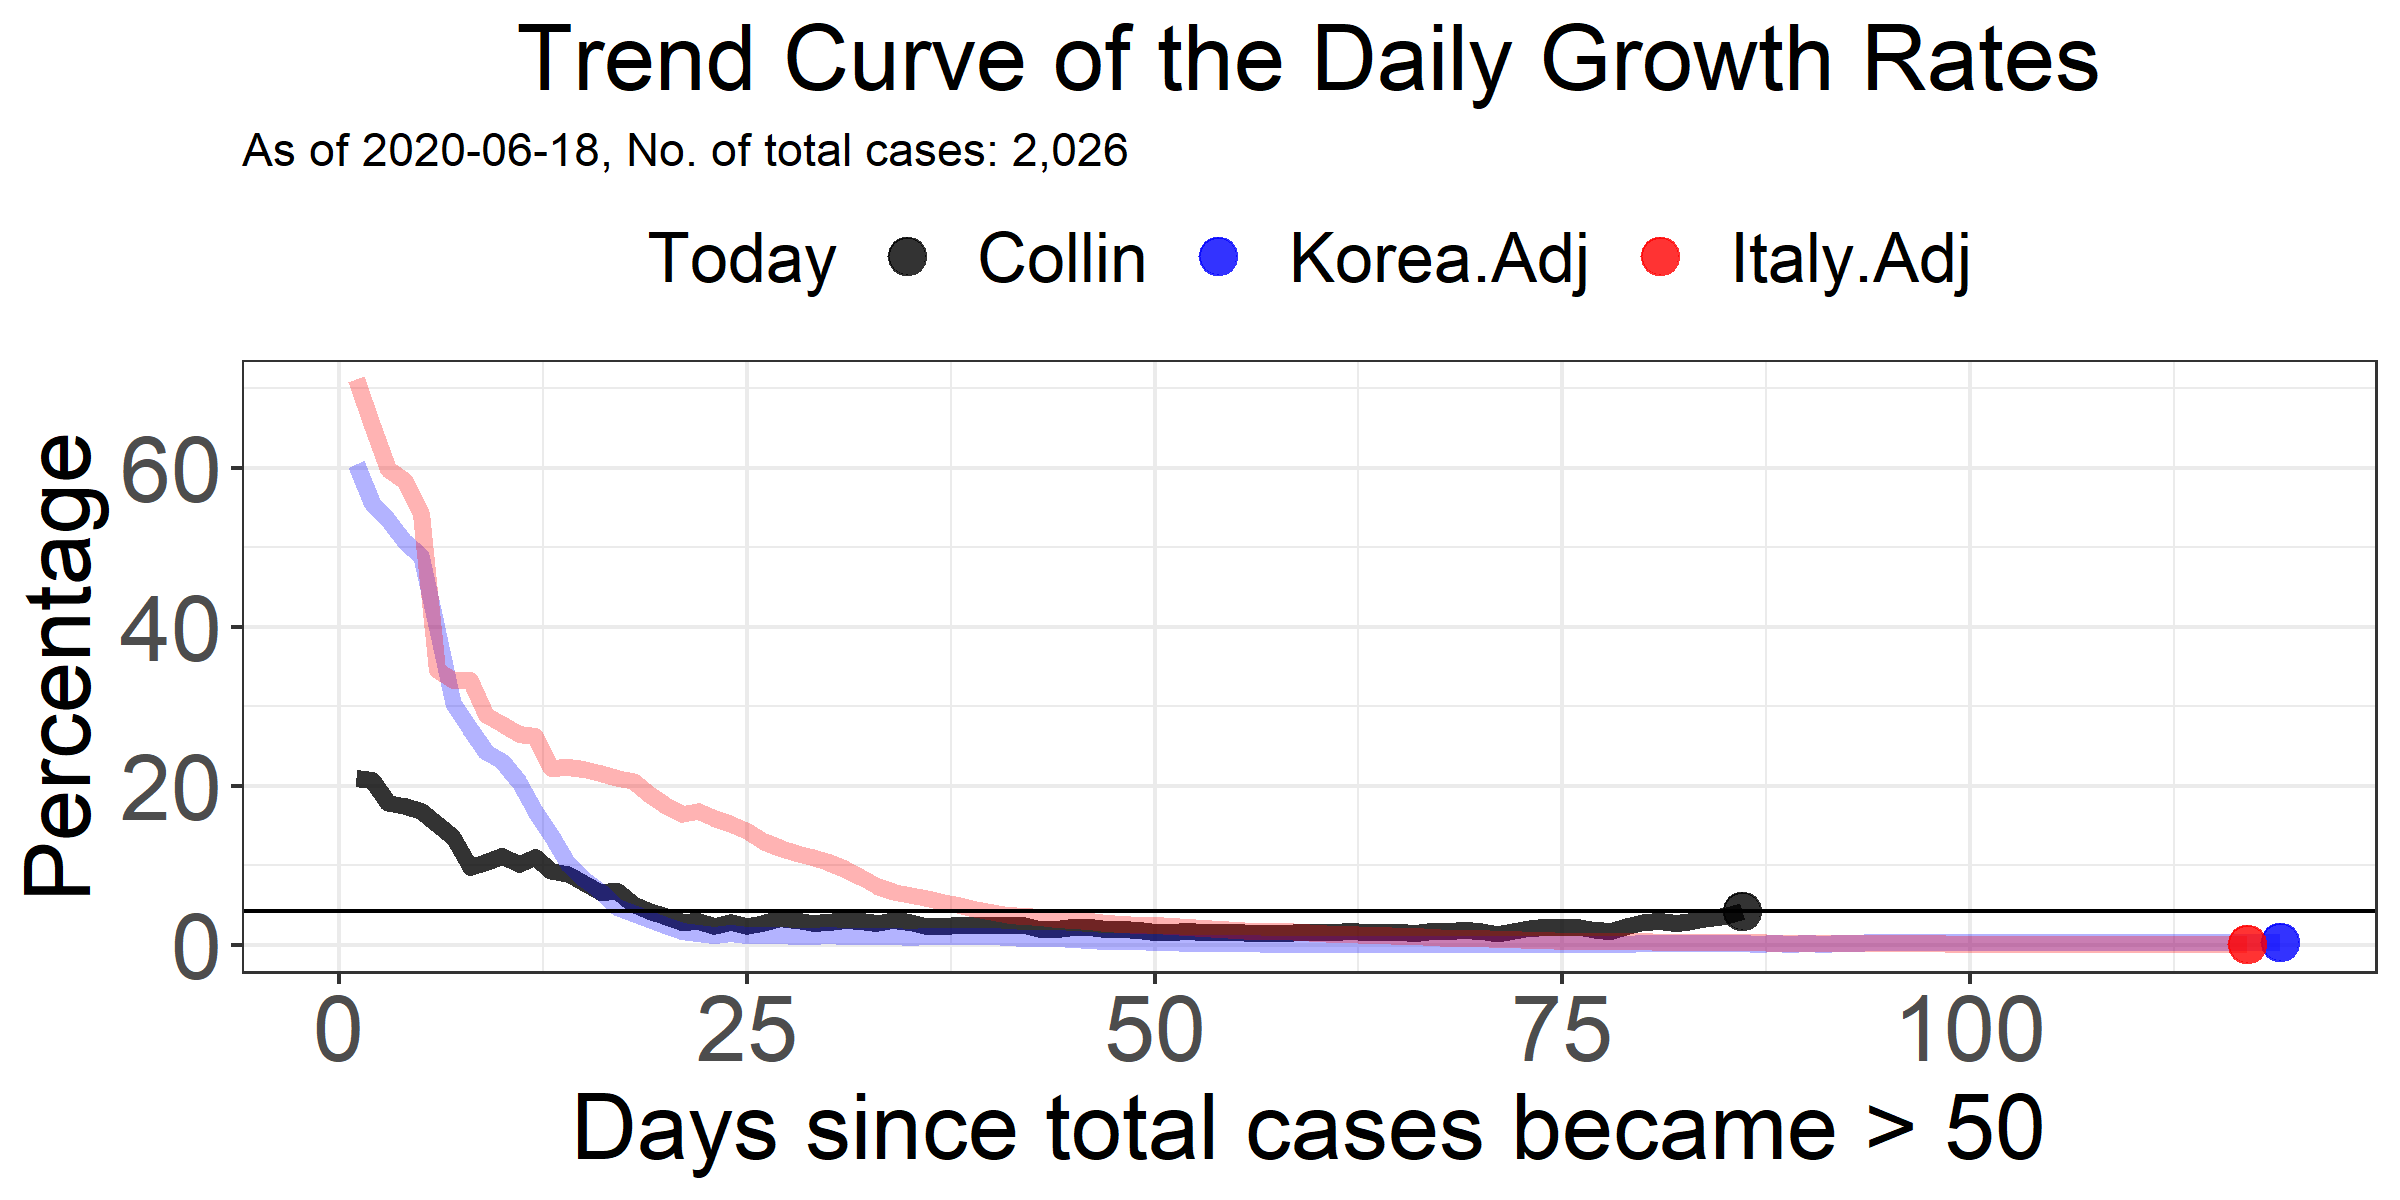 Trend Curve of the Daily Growth Rates
As of 2020-06-18, No. of total cases: 2,026
Today Collin Korea.Adj Italy.Adj
Percentage
60
40
20
0
0 25 50 75 100
Days since total cases became > 50